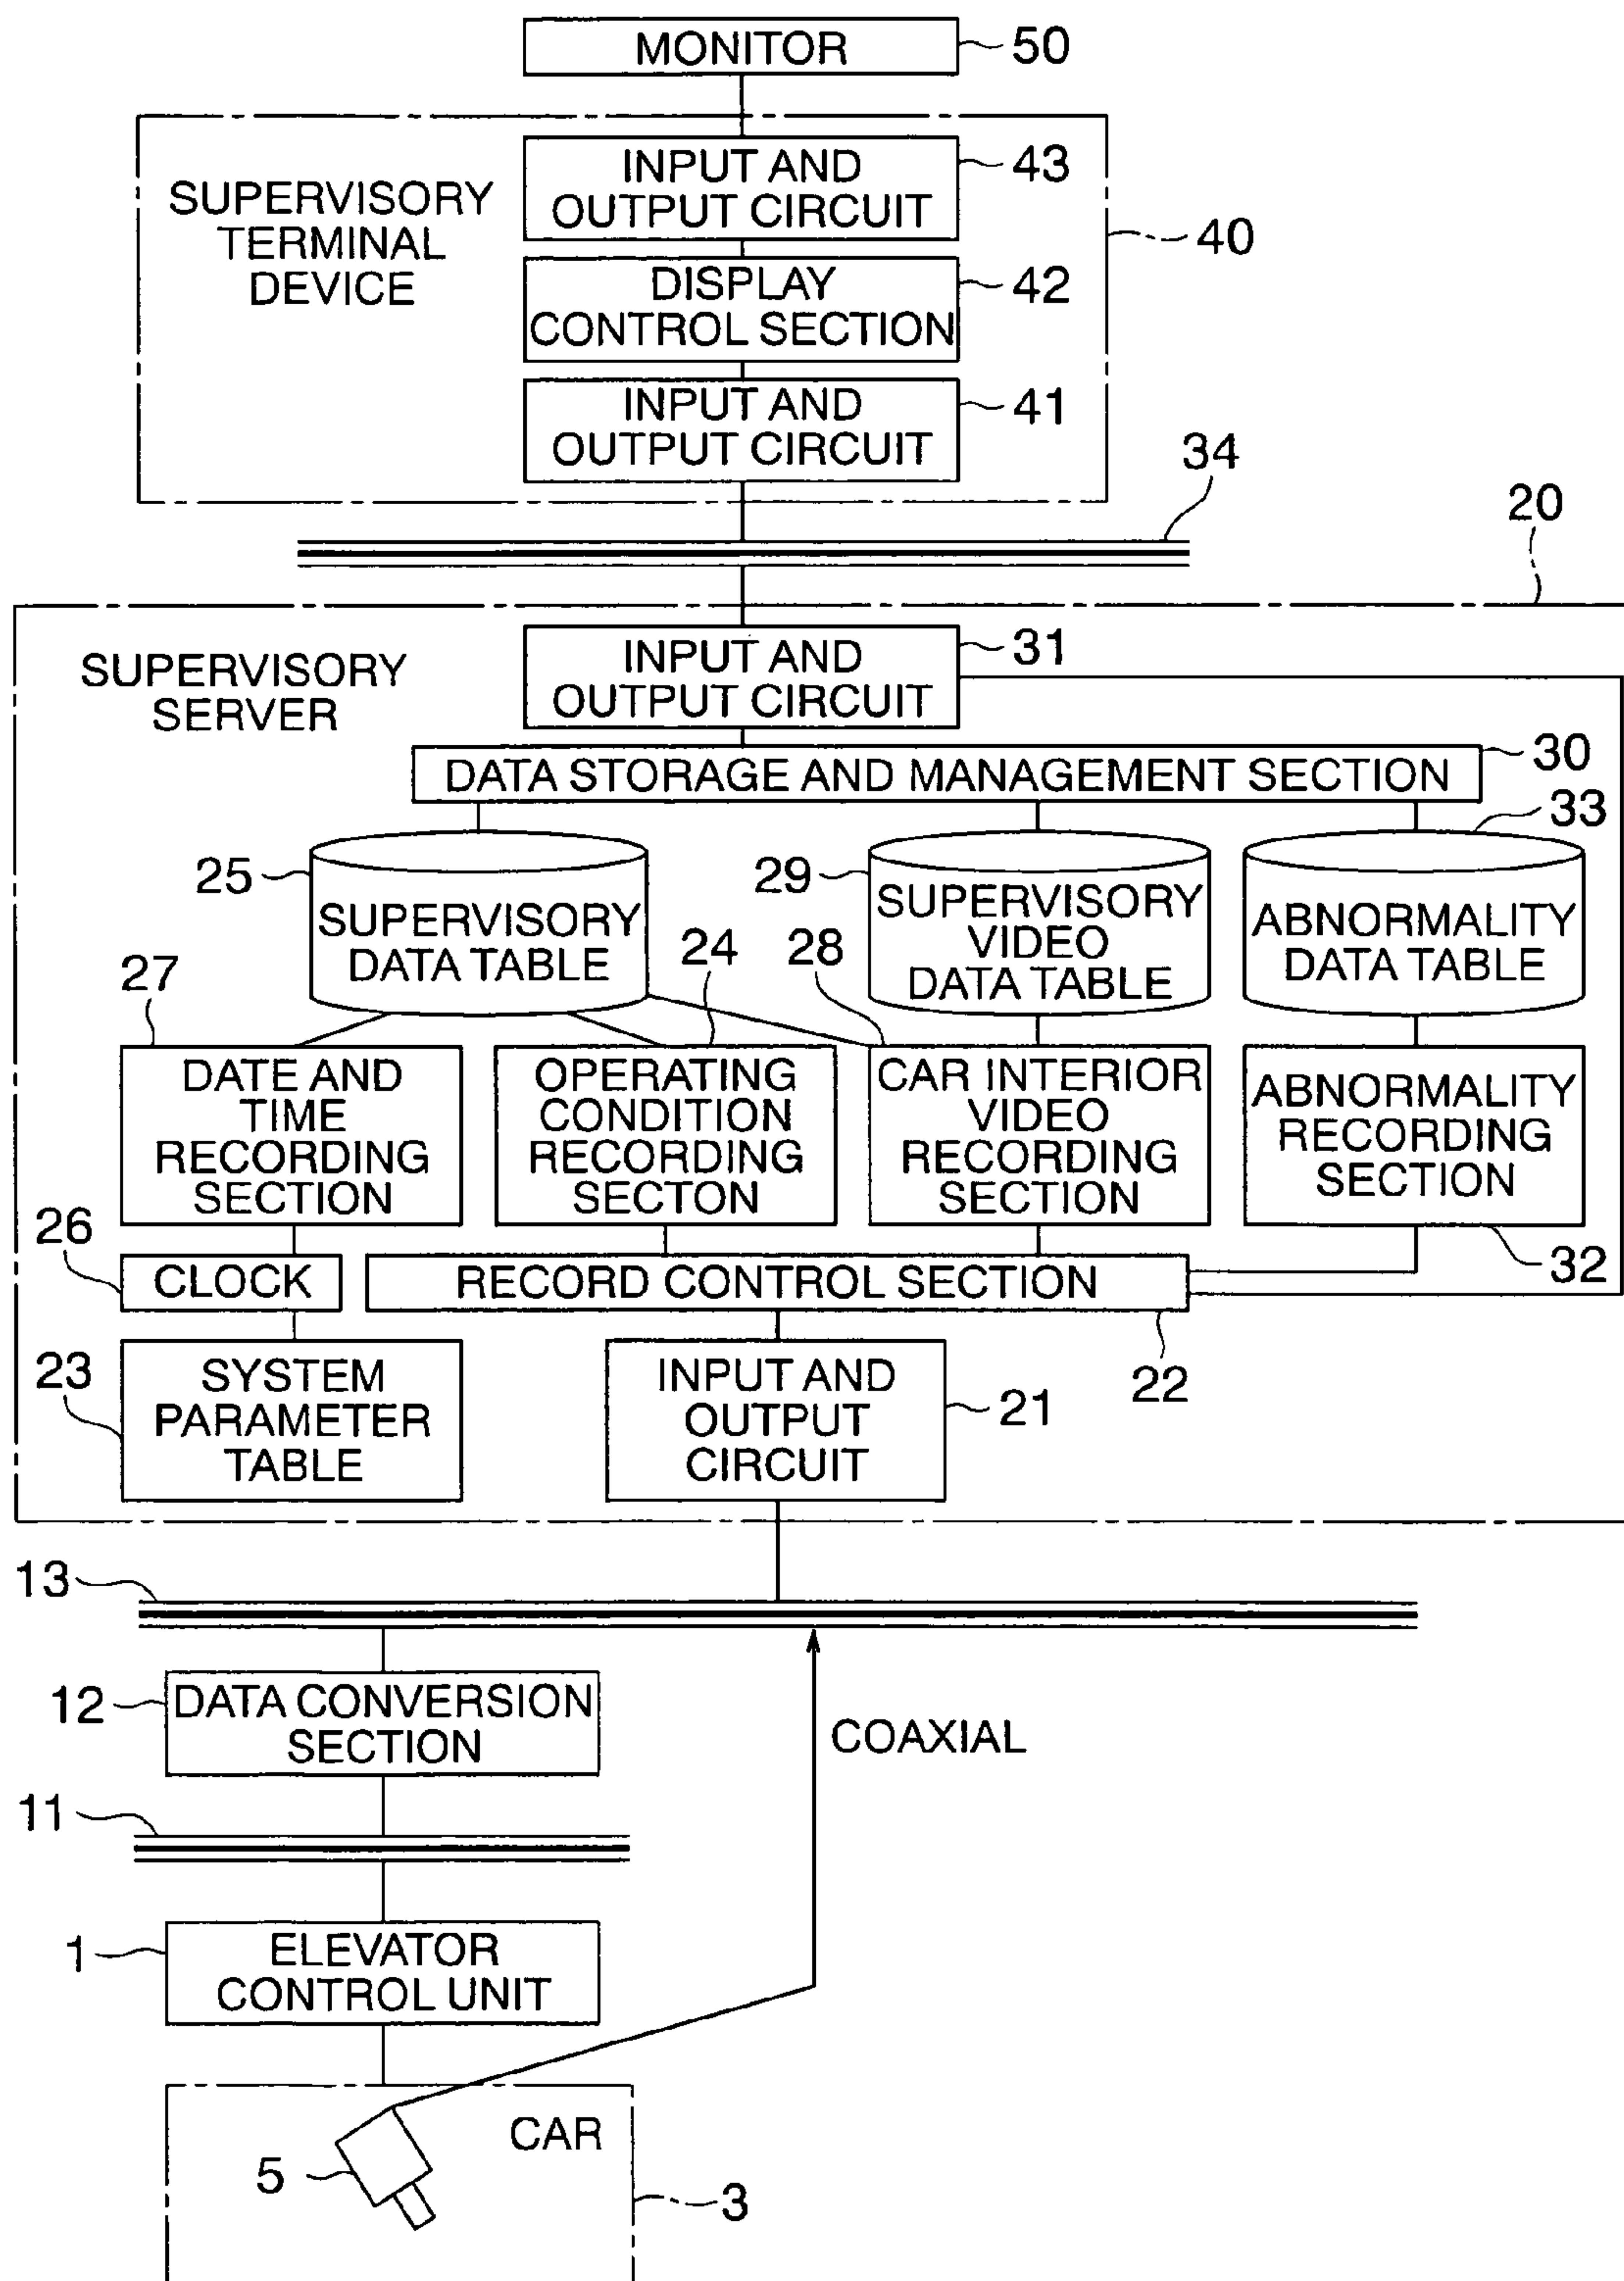 MONITOR
50
INPUT AND
OUTPUT CIRCUIT
43
SUPERVISORY
TERMINAL
DEVICE
40
DISPLAY
CONTROL SECTION
42
INPUT AND
OUTPUT CIRCUIT
41
34
20
SUPERVISORY
SERVER
INPUT AND
OUTPUT CIRCUIT
31
DATA STORAGE AND MANAGEMENT SECTION
30
33
25
SUPERVISORY
DATA TABLE
29
SUPERVISORY
VIDEO
DATA TABLE
ABNORMALITY
DATA TABLE
27
24
28
DATE AND
TIME
RECORDING
SECTION
OPERATING
CONDITION
RECORDING
SECTON
CAR INTERIOR
VIDEO
RECORDING
SECTION
ABNORMALITY
RECORDING
SECTION
26
CLOCK
RECORD CONTROL SECTION
32
23
SYSTEM
PARAMETER
TABLE
INPUT AND
OUTPUT
CIRCUIT
21
22
13
12
DATA CONVERSION
SECTION
COAXIAL
11
1
ELEVATOR
CONTROL UNIT
CAR
5
3